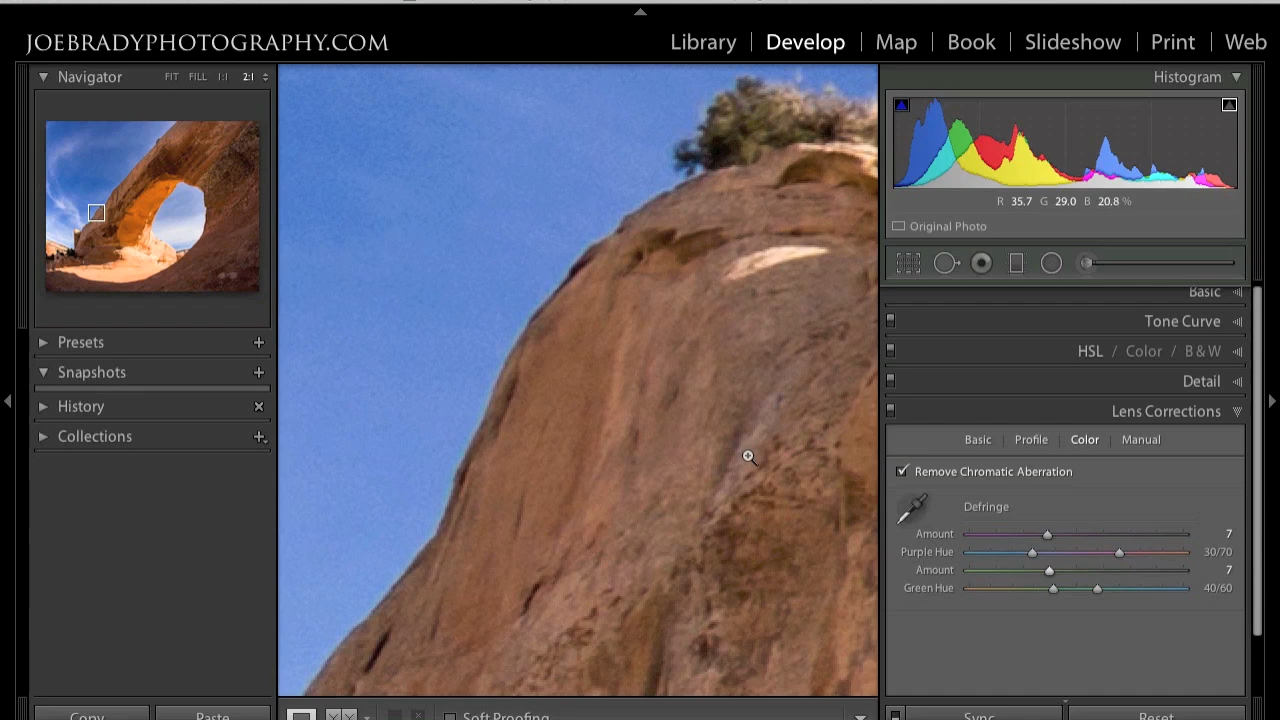 JOEBRADYPHOTOGRAPHY.COM
Library | Develop | Map | Book | Slideshow | Print | Web
Navigator FIT FILL 1:1 2:1
Presets
Snapshots
History
Collections
Copy Paste
Soft Proofing
Histogram
R 35.7 G 29.0 B 20.8 %
Original Photo
Basic
Tone Curve
HSL / Color / B & W
Detail
Lens Corrections
Basic Profile Color Manual
Remove Chromatic Aberration
Defringe
Amount 7
Purple Hue 30/70
Amount 7
Green Hue 40/60
Sync Reset